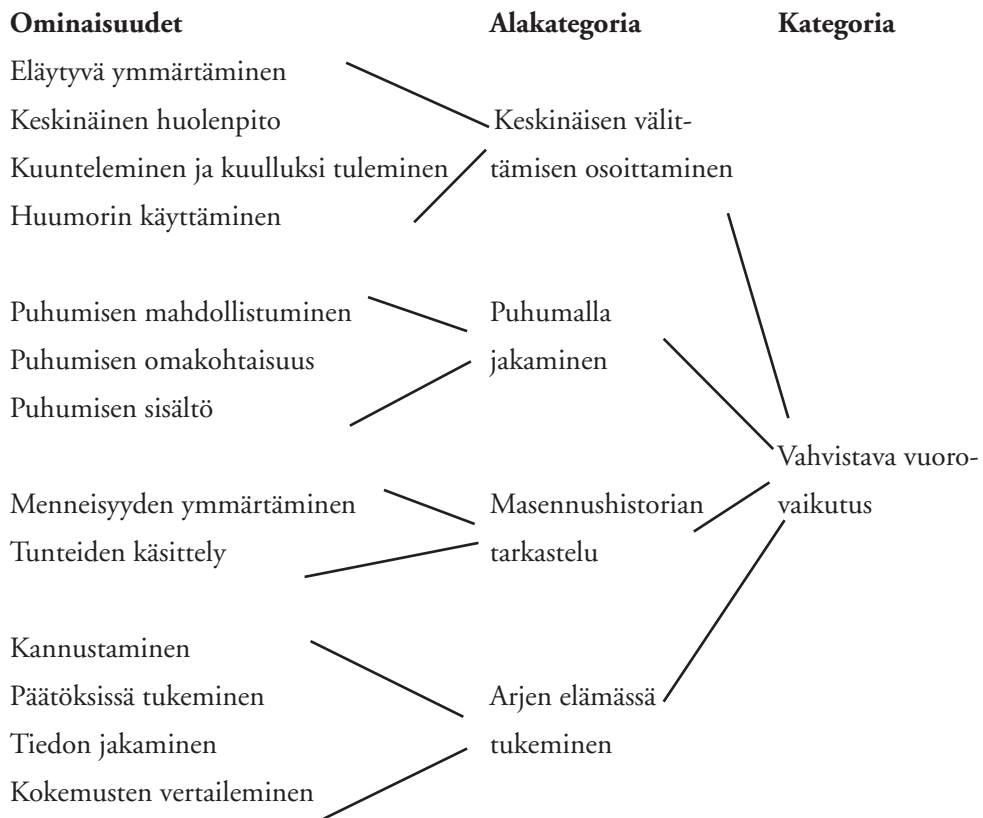 Ominaisuudet Alakategoria Kategoria
Eläytyvä ymmärtäminen
Keskinäinen huolenpito Keskinäisen välit-
Kuunteleminen ja kuulluksi tuleminen tämisen osoittaminen
Huumorin käyttäminen
Puhumisen mahdollistuminen Puhumalla
Puhumisen omakohtaisuus jakaminen
Puhumisen sisältö
Vahvistava vuoro-
Menneisyyden ymmärtäminen Masennushistorian vaikutus
Tunteiden käsittely tarkastelu
Kannustaminen
Päätöksissä tukeminen Arjen elämässä
Tiedon jakaminen tukeminen
Kokemusten vertaileminen